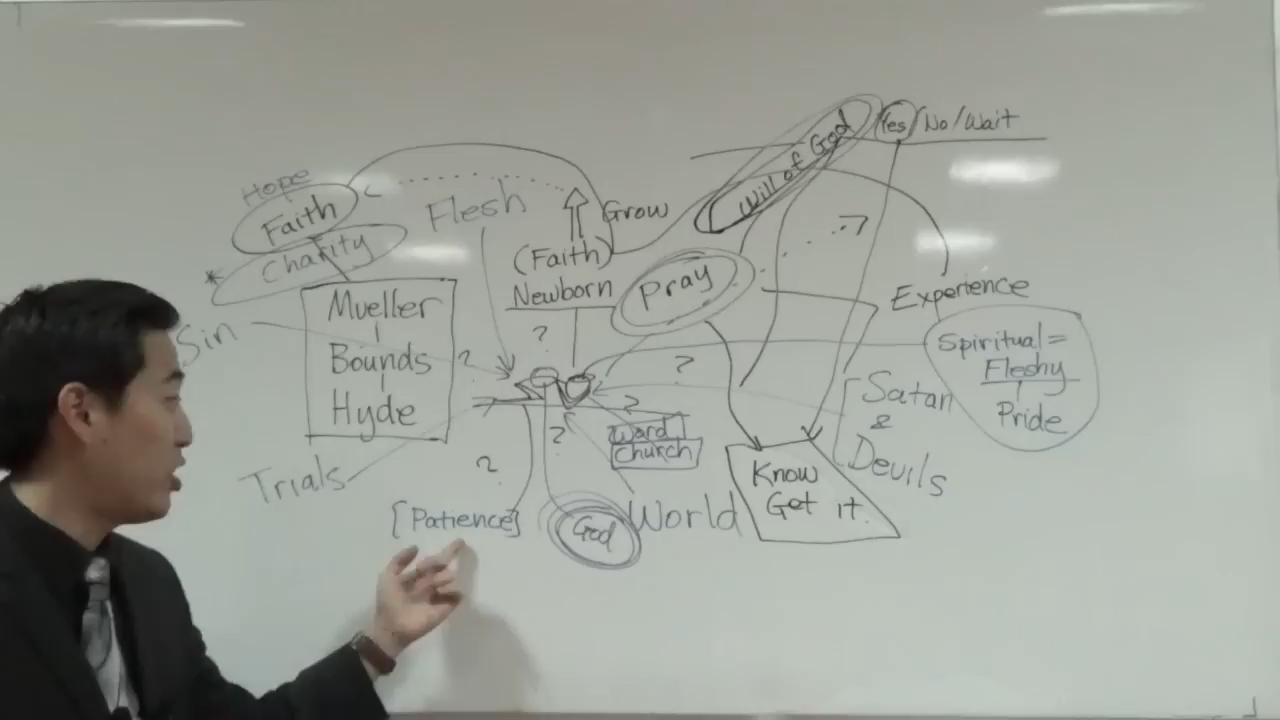 Yes/No/Wait
Will of God
Hope
Faith
* Charity
Flesh
Grow
(Faith)
Newborn
Pray
?
Experience
Mueller
Bounds
Hyde
Sin
?
?
?
Spiritual =
Fleshy
Pride
Satan
&
Devils
?
Word
Church
?
?
Trials
[Patience]
God
World
Know
Get it.